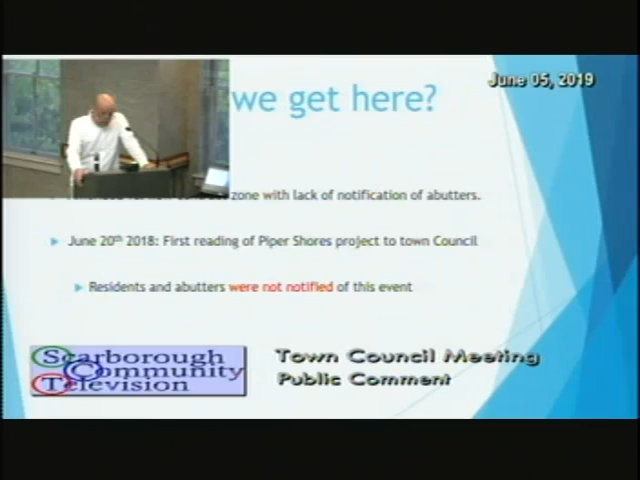 June 05, 2019
we get here?
zone with lack of notification of abutters.
June 20th 2018: First reading of Piper Shores project to town Council
Residents and abutters were not notified of this event
Scarborough
Community
Television
Town Council Meeting
Public Comment